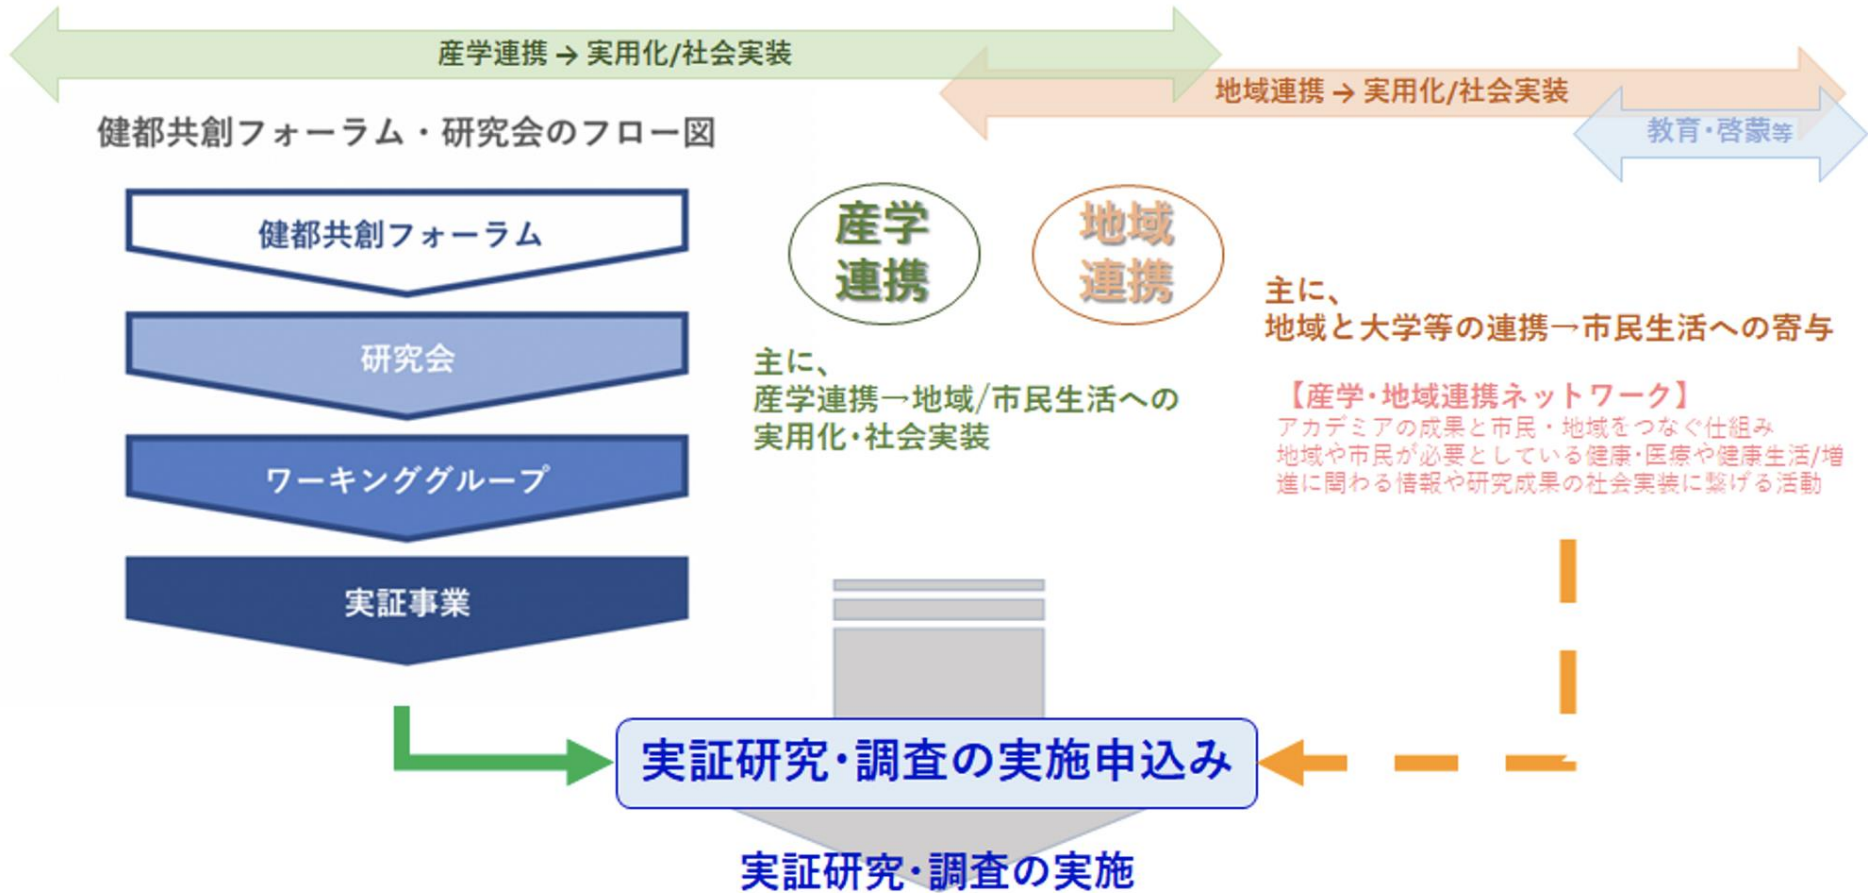 産学連携 → 実用化/社会実装
地域連携 → 実用化/社会実装
教育・啓蒙等
健都共創フォーラム・研究会のフロー図
健都共創フォーラム
研究会
ワーキンググループ
実証事業
産学
連携
地域
連携
主に、
産学連携→地域/市民生活への
実用化・社会実装
主に、
地域と大学等の連携→市民生活への寄与
【産学・地域連携ネットワーク】
アカデミアの成果と市民・地域をつなぐ仕組み
地域や市民が必要としている健康・医療や健康生活/増
進に関わる情報や研究成果の社会実装に繋げる活動
実証研究・調査の実施申込み
実証研究・調査の実施